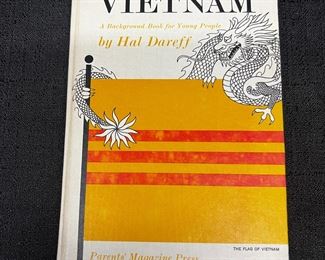 VIETNAM
A Background Book for Young People
by Hal Dareff
THE FLAG OF VIETNAM
Parents' Magazine Press